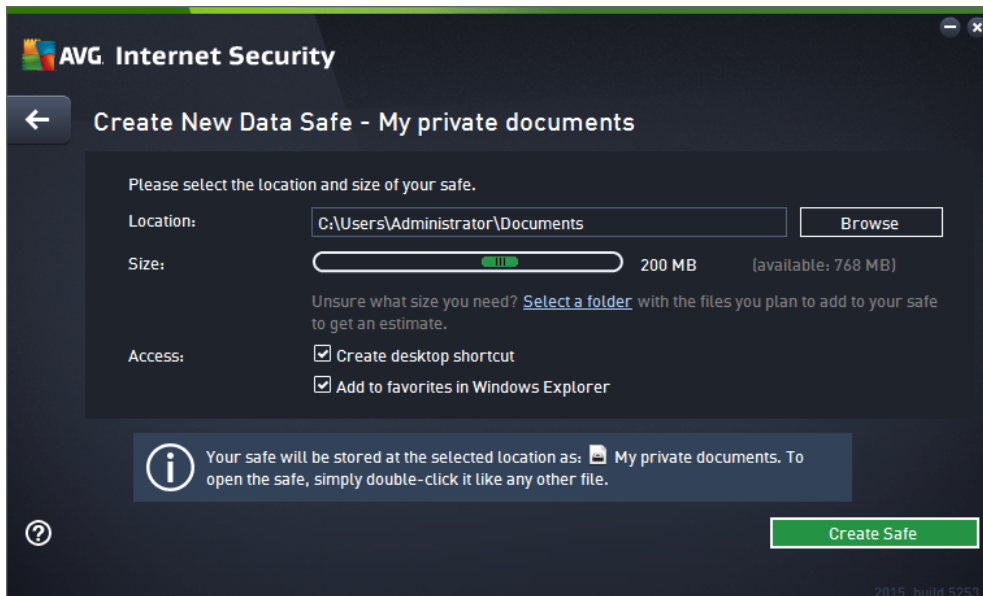 AVG. Internet Security
Create New Data Safe - My private documents
Please select the location and size of your safe.
Location:
C:\Users\Administrator\Documents
Browse
Size:
200 MB
(available: 768 MB)
Unsure what size you need? Select a folder with the files you plan to add to your safe
to get an estimate.
Access:
Create desktop shortcut
Add to favorites in Windows Explorer
Your safe will be stored at the selected location as: My private documents. To
open the safe, simply double-click it like any other file.
Create Safe
2015, build 5253